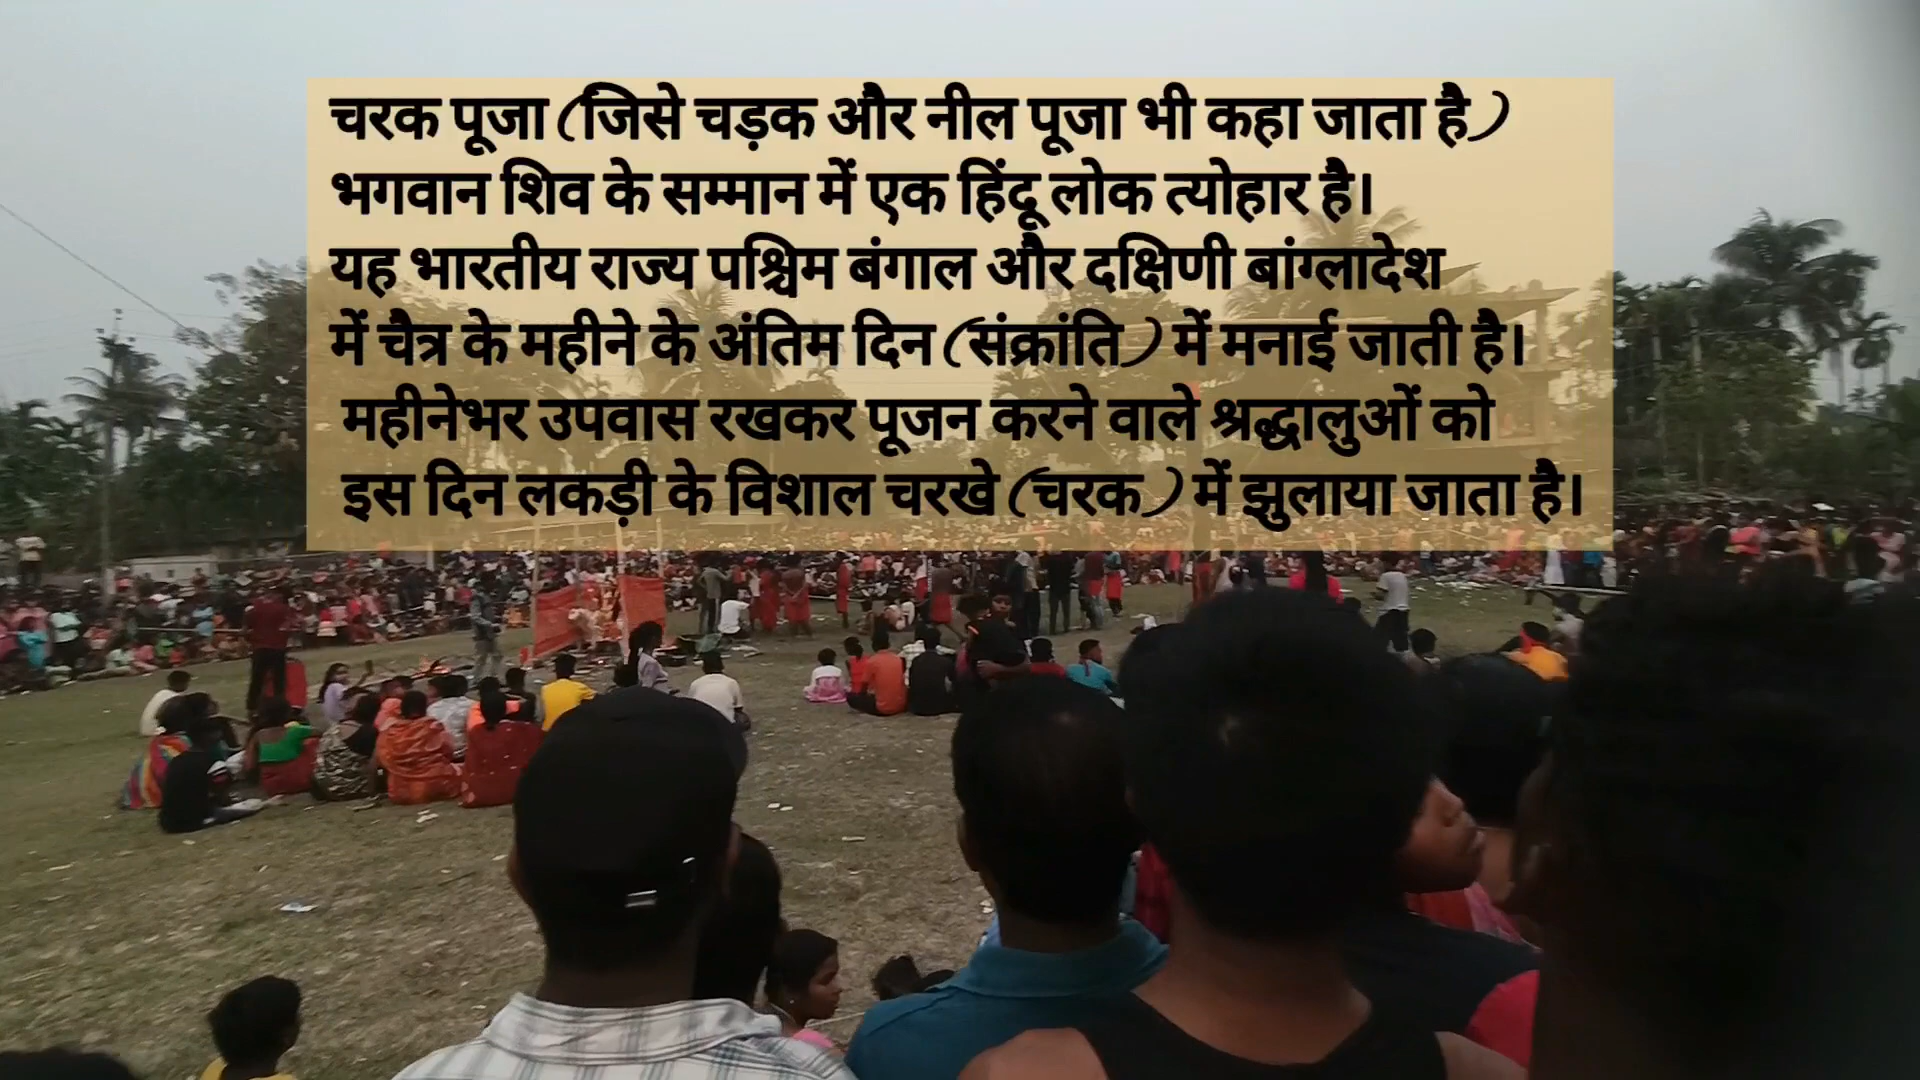 चरक पूजा (जिसे चड़क और नील पूजा भी कहा जाता है)
भगवान शिव के सम्मान में एक हिंदू लोक त्योहार है।
यह भारतीय राज्य पश्चिम बंगाल और दक्षिणी बांग्लादेश
में चैत्र के महीने के अंतिम दिन (संक्रांति) में मनाई जाती है।
महीनेभर उपवास रखकर पूजन करने वाले श्रद्धालुओं को
इस दिन लकड़ी के विशाल चरखे (चरक) में झुलाया जाता है।